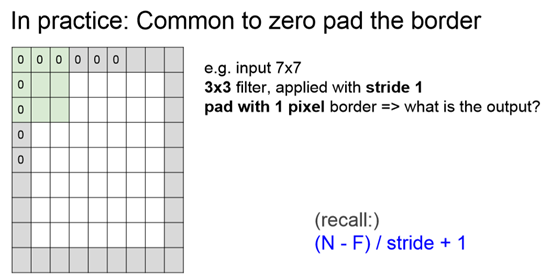 In practice: Common to zero pad the border
0 0 0 0 0 0
0
0
0
0
e.g. input 7x7
3x3 filter, applied with stride 1
pad with 1 pixel border => what is the output?
(recall:)
(N - F) / stride + 1